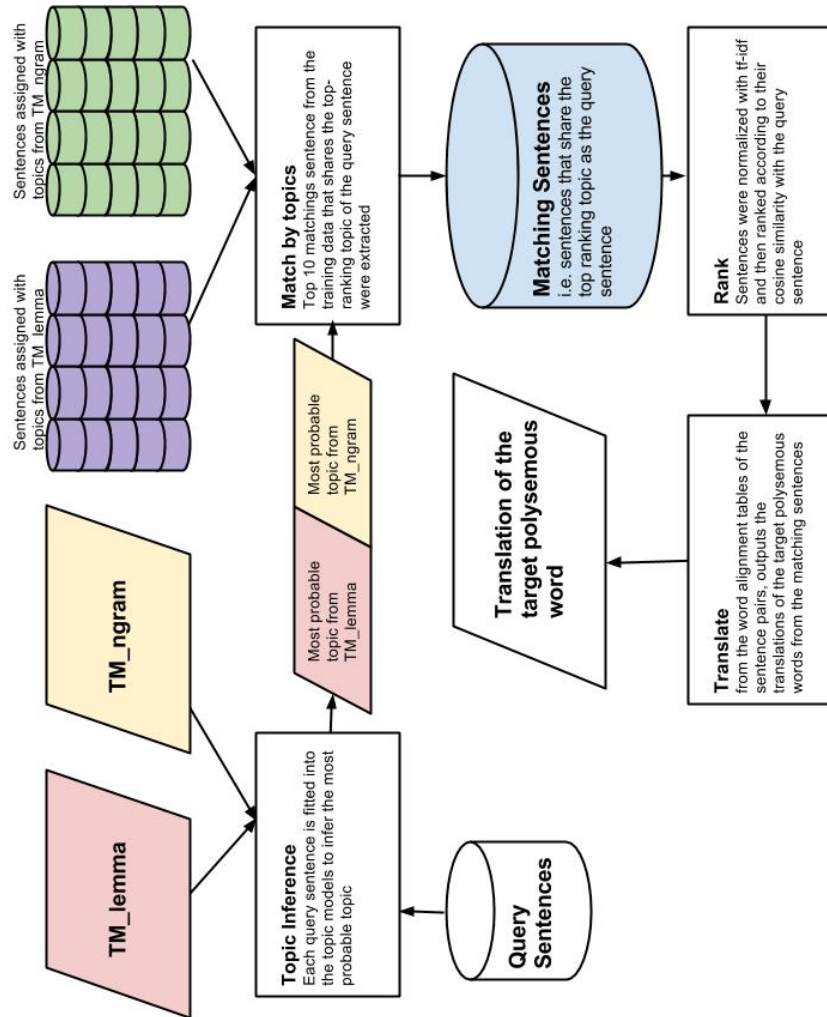 TM_lemma
TM_ngram
Sentences assigned with
topics from TM_lemma
Sentences assigned with
topics from TM_ngram
Topic Inference
Each query sentence is fitted into
the topic models to infer the most
probable topic
Most probable
topic from
TM_lemma
Most probable
topic from
TM_ngram
Match by topics
Top 10 matchings sentence from the
training data that shares the top-
ranking topic of the query sentence
were extracted
Query
Sentences
Translation of the
target polysemous
word
Matching Sentences
i.e. sentences that share the
top ranking topic as the query
sentence
Translate
from the word alignment tables of the
sentence pairs, outputs the
translations of the target polysemous
words from the matching sentences
Rank
Sentences were normalized with tf-idf
and then ranked according to their
cosine similarity with the query
sentence